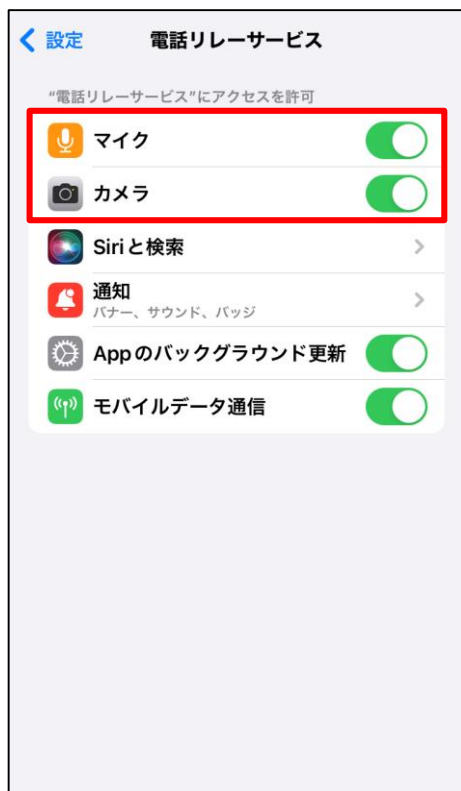 設定 電話リレーサービス
“電話リレーサービス”にアクセスを許可
マイク
カメラ
Siriと検索
通知
バナー、サウンド、バッジ
Appのバックグラウンド更新
モバイルデータ通信